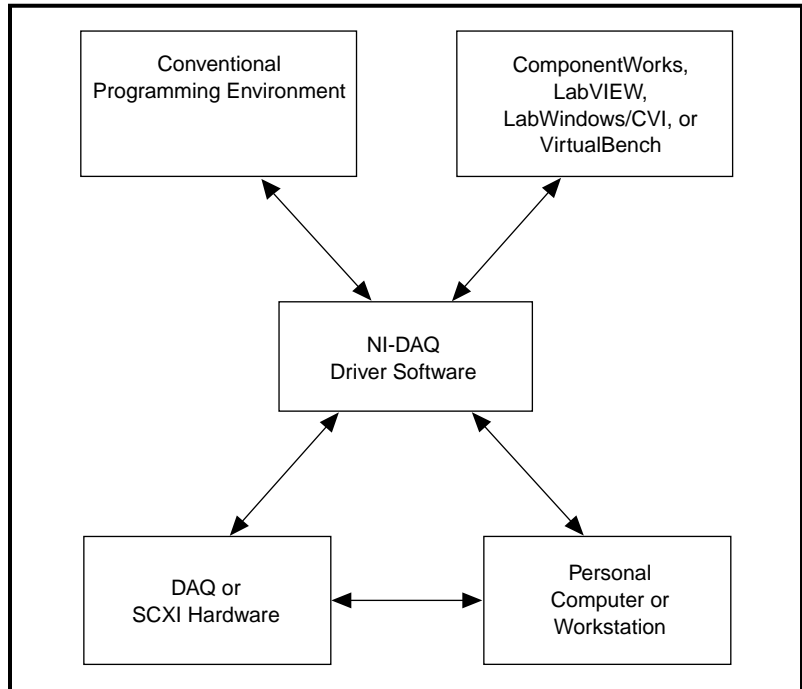 Conventional
Programming Environment
ComponentWorks,
LabVIEW,
LabWindows/CVI, or
VirtualBench
NI-DAQ
Driver Software
DAQ or
SCXI Hardware
Personal
Computer or
Workstation